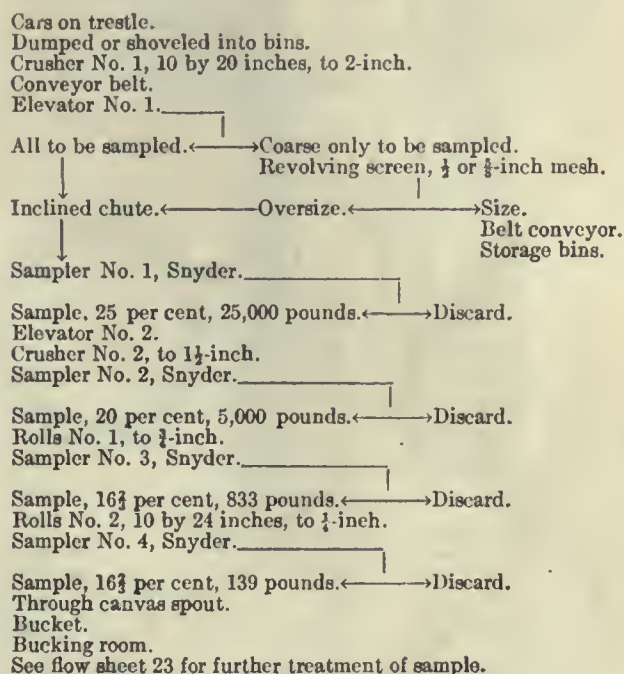 Cars on trestle.
Dumped or shoveled into bins.
Crusher No. 1, 10 by 20 inches, to 2-inch.
Conveyor belt.
Elevator No. 1.
All to be sampled.←→Coarse only to be sampled.
Revolving screen, ½ or ⅝-inch mesh.
Inclined chute.←Oversize.←→Size.
Belt conveyor.
Storage bins.
Sampler No. 1, Snyder.
Sample, 25 per cent, 25,000 pounds.←→Discard.
Elevator No. 2.
Crusher No. 2, to 1½-inch.
Sampler No. 2, Snyder.
Sample, 20 per cent, 5,000 pounds.←→Discard.
Rolls No. 1, to ¾-inch.
Sampler No. 3, Snyder.
Sample, 16⅔ per cent, 833 pounds.←→Discard.
Rolls No. 2, 10 by 24 inches, to ¼-inch.
Sampler No. 4, Snyder.
Sample, 16⅔ per cent, 139 pounds.←→Discard.
Through canvas spout.
Bucket.
Bucking room.
See flow sheet 23 for further treatment of sample.